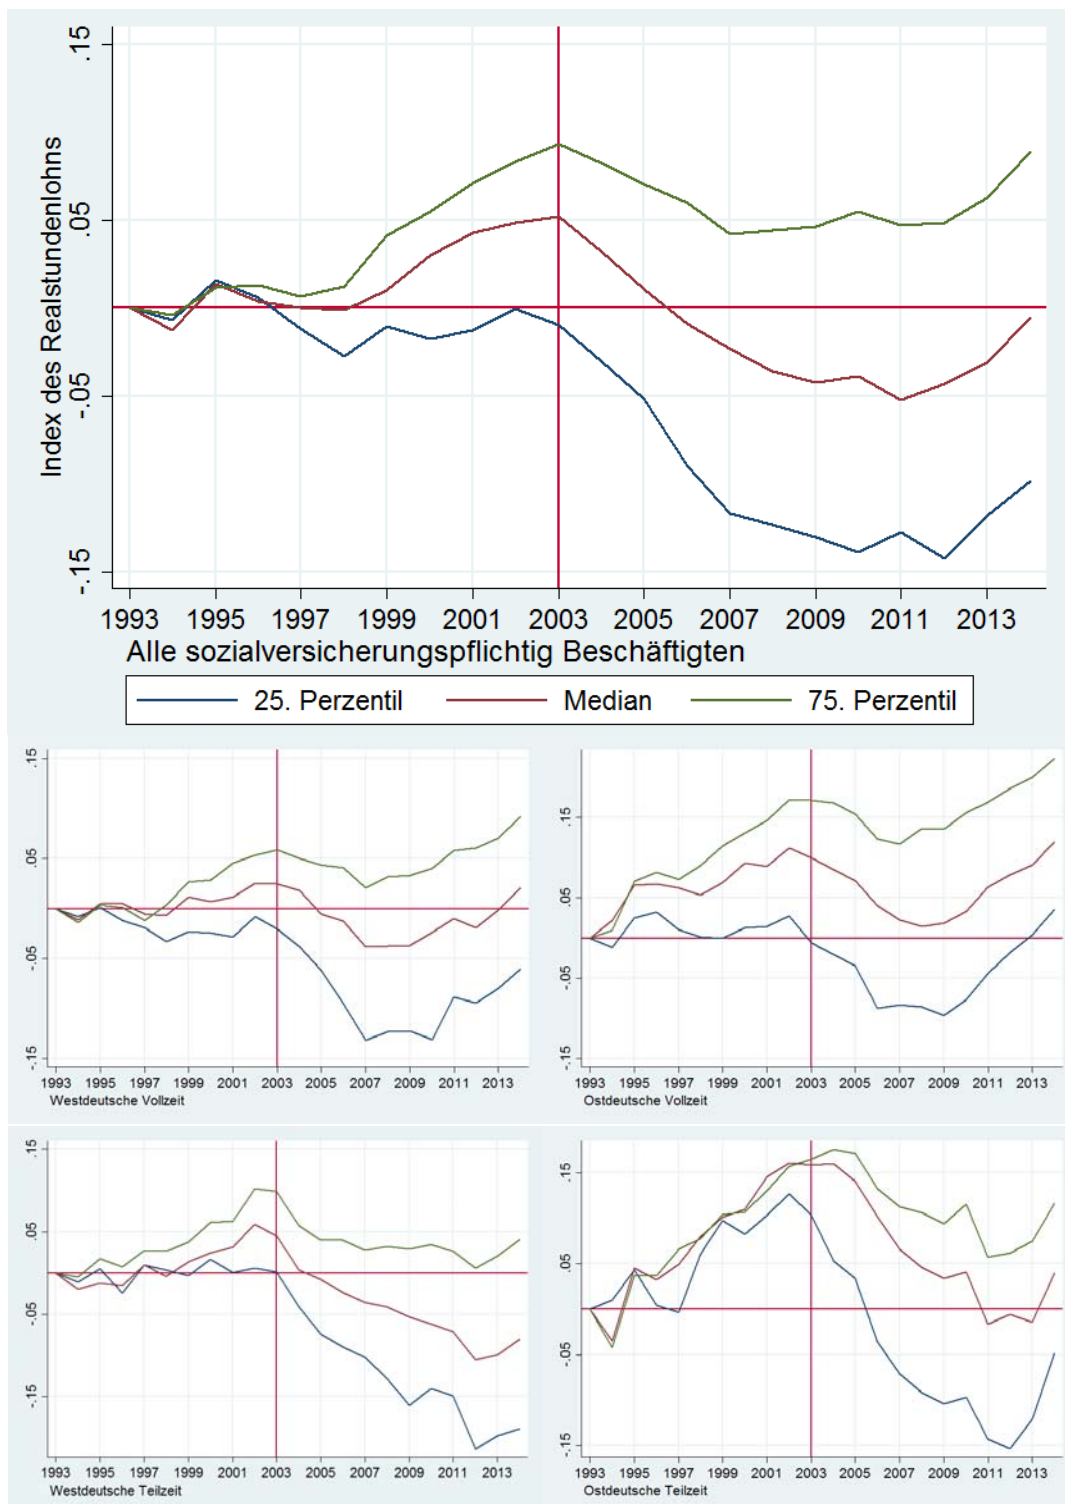 Index des Realstundenlohns
.15
.05
-.05
-.15
1993 1995 1997 1999 2001 2003 2005 2007 2009 2011 2013
Alle sozialversicherungspflichtig Beschäftigten
25. Perzentil Median 75. Perzentil
.15
.05
-.05
-.15
1993 1995 1997 1999 2001 2003 2005 2007 2009 2011 2013
Westdeutsche Vollzeit
.15
.05
-.05
-.15
1993 1995 1997 1999 2001 2003 2005 2007 2009 2011 2013
Ostdeutsche Vollzeit
.15
.05
-.05
-.15
1993 1995 1997 1999 2001 2003 2005 2007 2009 2011 2013
Westdeutsche Teilzeit
.15
.05
-.05
-.15
1993 1995 1997 1999 2001 2003 2005 2007 2009 2011 2013
Ostdeutsche Teilzeit